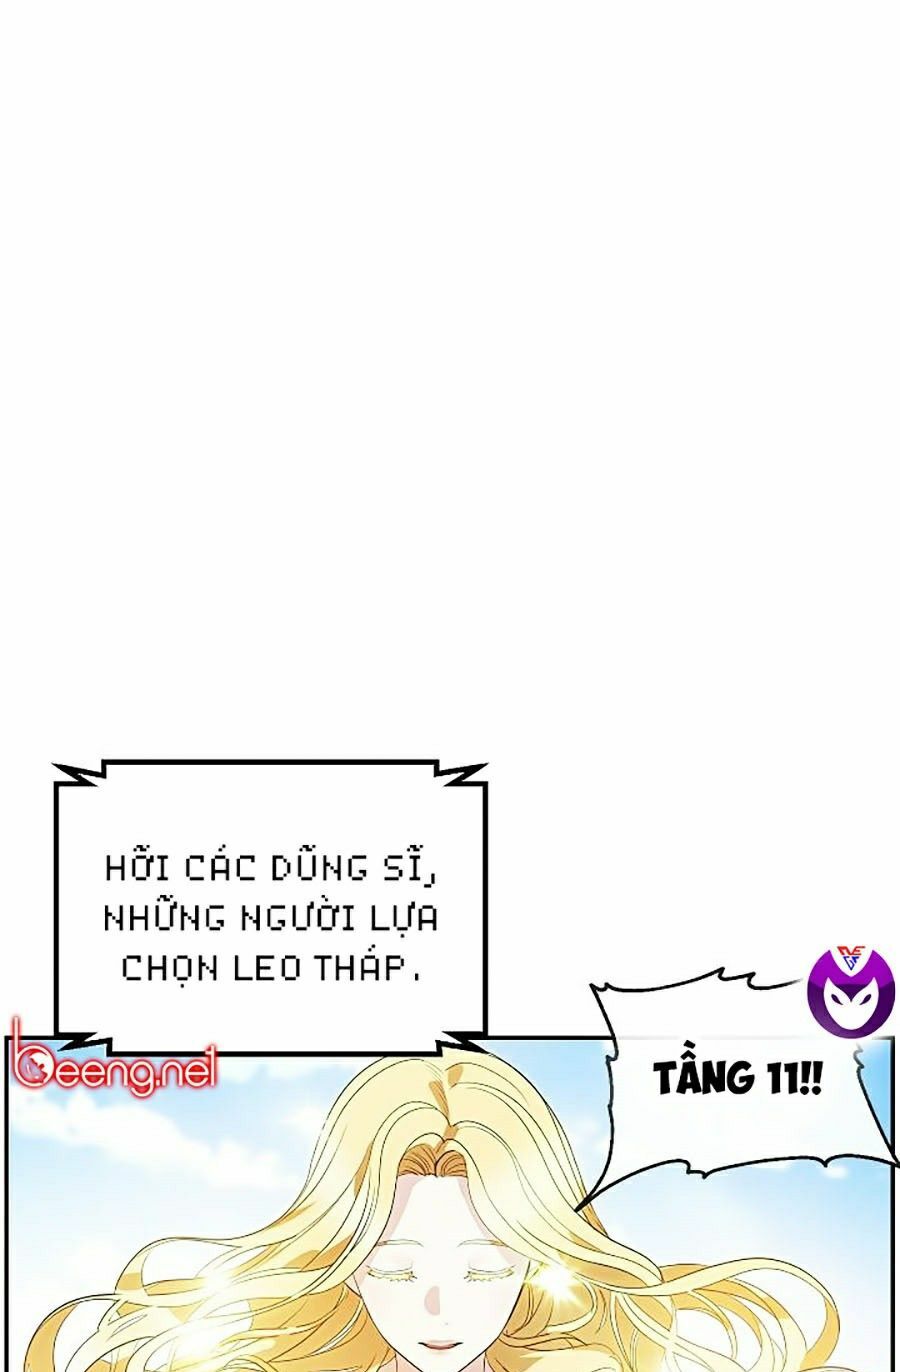 HỠI CÁC DŨNG SĨ,
NHỮNG NGƯỜI LỰA
CHỌN LEO THÁP.
beeng.net
TẦNG 11!!